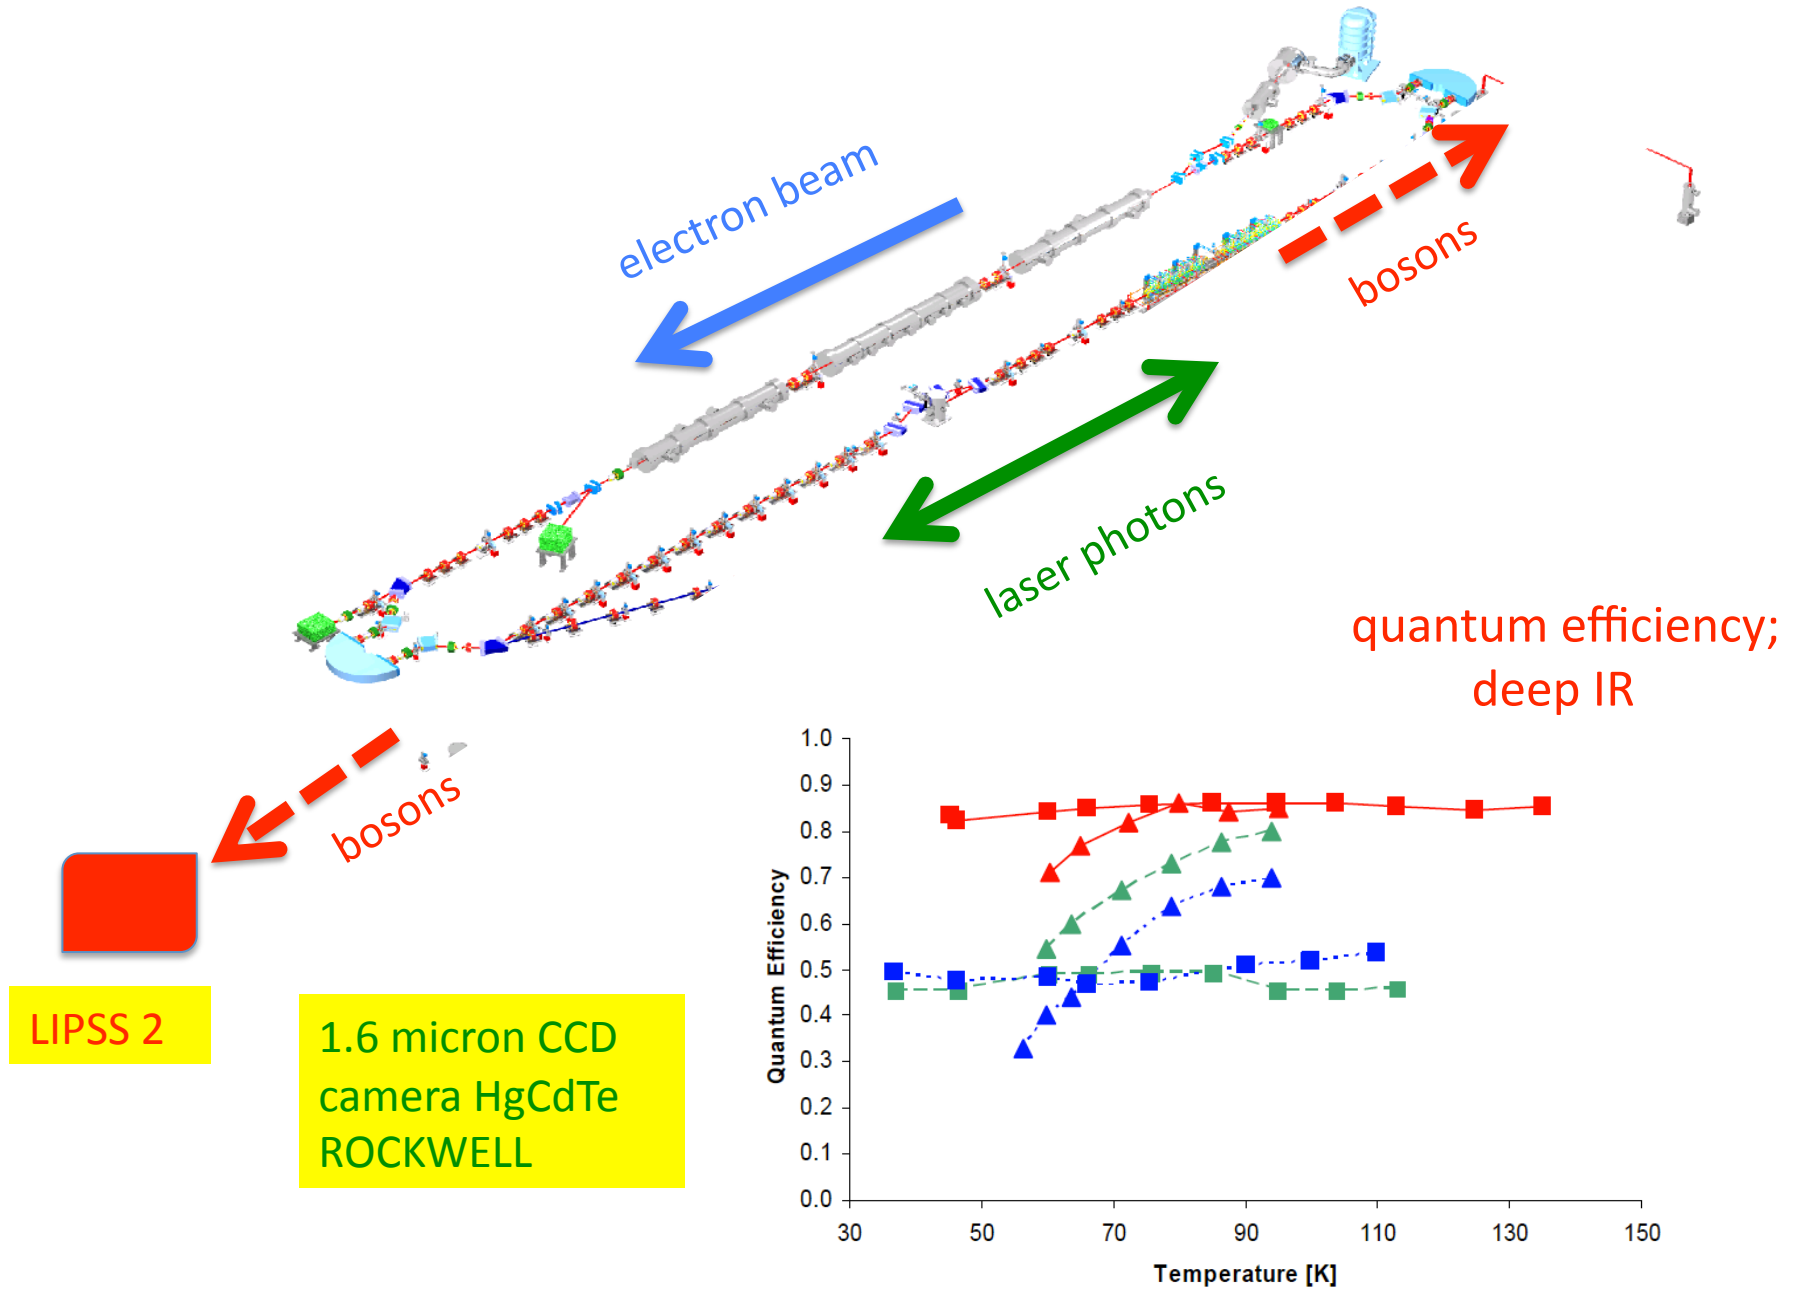 electron beam
bosons
laser photons
quantum efficiency;
deep IR
bosons
LIPSS 2
1.6 micron CCD
camera HgCdTe
ROCKWELL
Quantum Efficiency
1.0
0.9
0.8
0.7
0.6
0.5
0.4
0.3
0.2
0.1
0.0
30 50 70 90 110 130 150
Temperature [K]